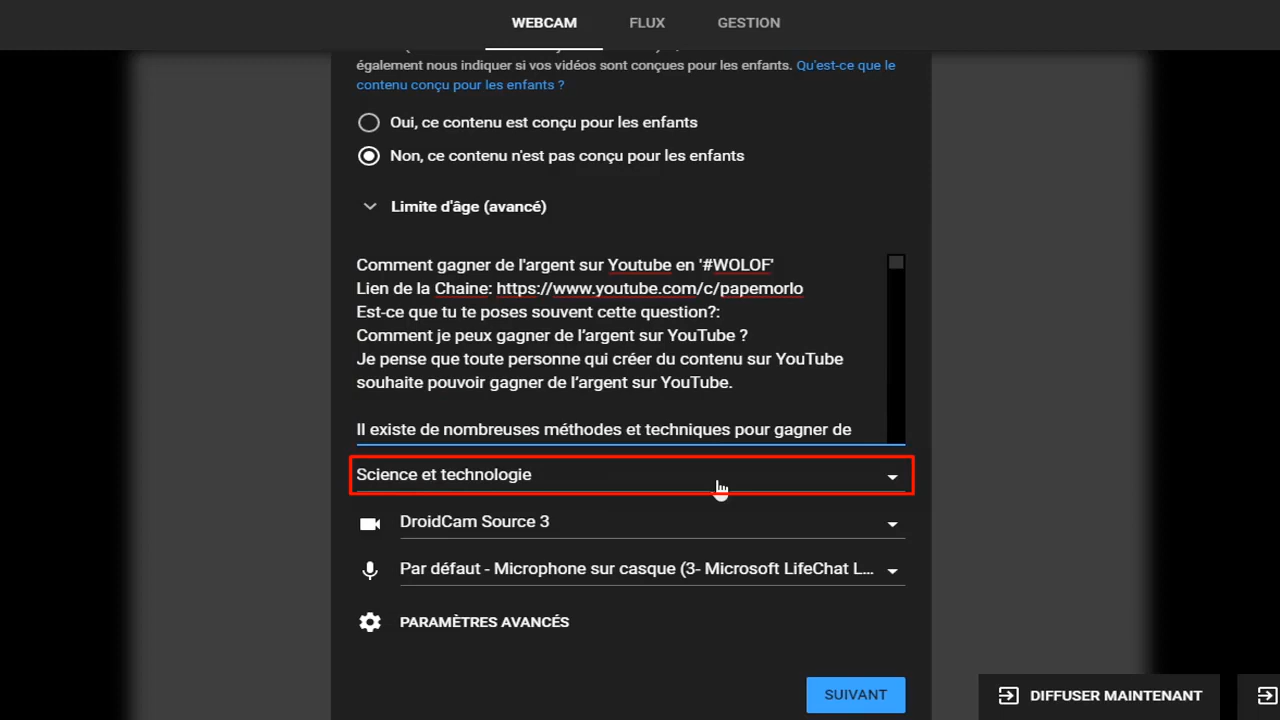 WEBCAM FLUX GESTION
également nous indiquer si vos vidéos sont conçues pour les enfants. Qu'est-ce que le
contenu conçu pour les enfants ?
Oui, ce contenu est conçu pour les enfants
Non, ce contenu n'est pas conçu pour les enfants
Limite d'âge (avancé)
Comment gagner de l'argent sur Youtube en '#WOLOF'
Lien de la Chaine: https://www.youtube.com/c/papemorlo
Est-ce que tu te poses souvent cette question?:
Comment je peux gagner de l’argent sur YouTube ?
Je pense que toute personne qui créer du contenu sur YouTube
souhaite pouvoir gagner de l’argent sur YouTube.
Il existe de nombreuses méthodes et techniques pour gagner de
Science et technologie
DroidCam Source 3
Par défaut - Microphone sur casque (3- Microsoft LifeChat L...
PARAMÈTRES AVANCÉS
SUIVANT
DIFFUSER MAINTENANT